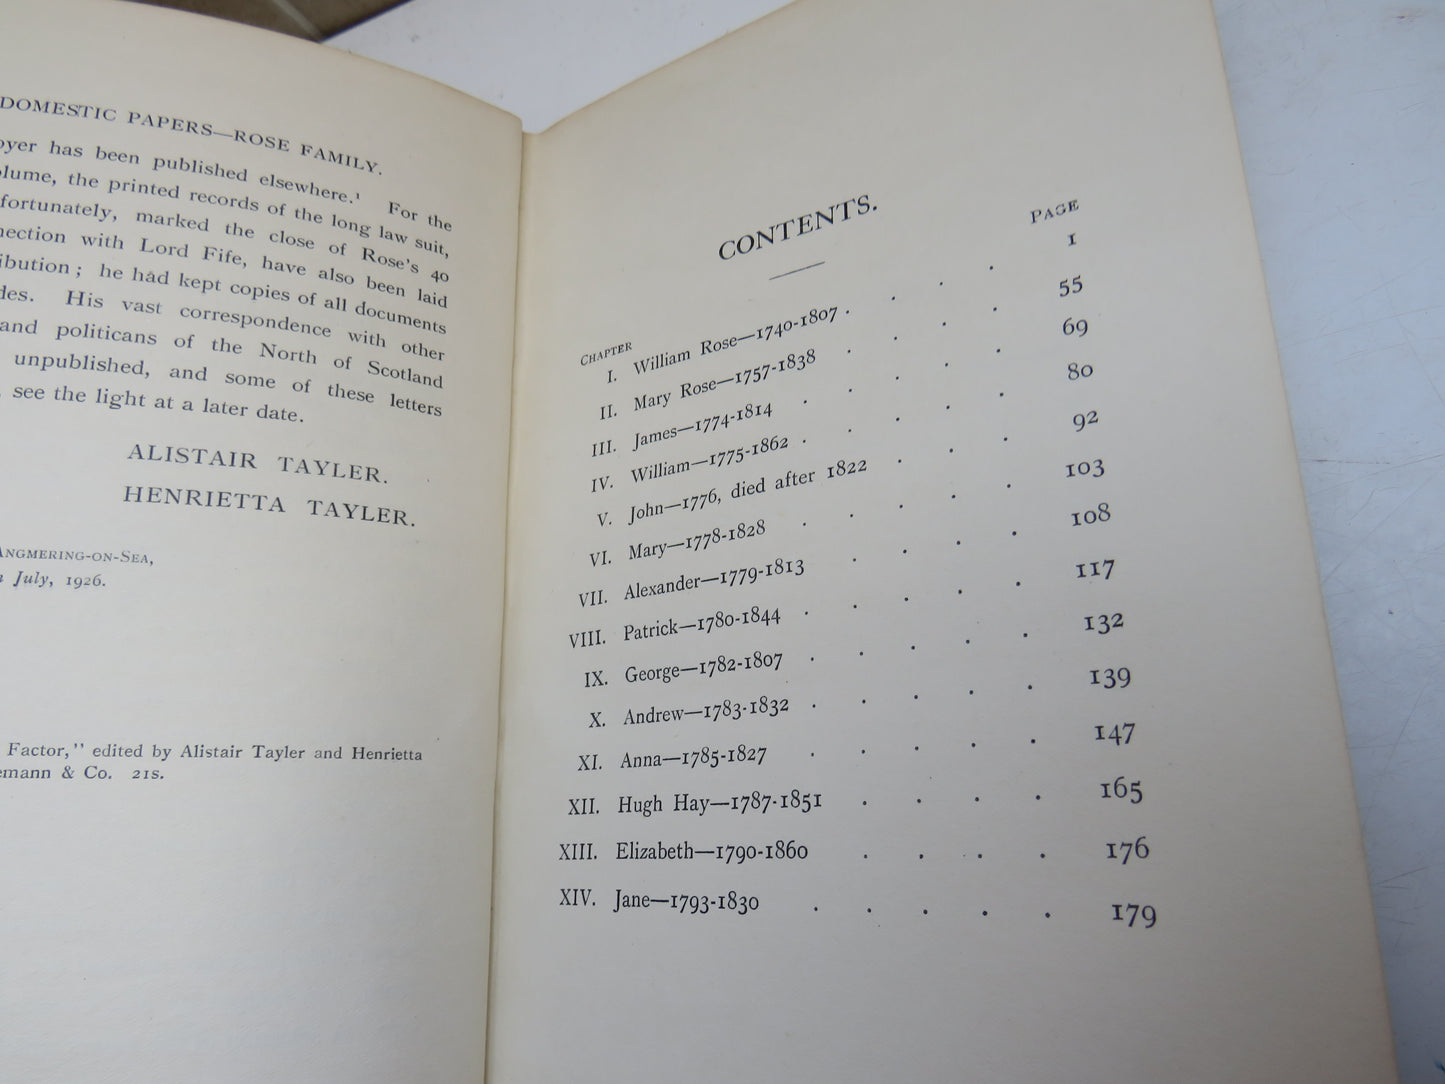 DOMESTIC PAPERS—ROSE FAMILY.
has been published elsewhere.¹ For the
the printed records of the long law suit,
marked the close of Rose's 40
with Lord Fife, have also been laid
he had kept copies of all documents
His vast correspondence with other
and politicans of the North of Scotland
unpublished, and some of these letters
see the light at a later date.
ALISTAIR TAYLER.
HENRIETTA TAYLER.
ANGMERING-ON-SEA,
July, 1926.
Factor," edited by Alistair Tayler and Henrietta
& Co. 21S.
CONTENTS.
CHAPTER PAGE
I. William Rose—1740-1807 . . . . 1
II. Mary Rose—1757-1838 . . . . 55
III. James—1774-1814 . . . . . 69
IV. William—1775-1862 . . . . . 80
V. John—1776, died after 1822 . . . 92
VI. Mary—1778-1828 . . . . . 103
VII. Alexander—1779-1813 . . . . 108
VIII. Patrick—1780-1844 . . . . . 117
IX. George—1782-1807 . . . . . 132
X. Andrew—1783-1832 . . . . . 139
XI. Anna—1785-1827 . . . . . 147
XII. Hugh Hay—1787-1851 . . . . 165
XIII. Elizabeth—1790-1860 . . . . 176
XIV. Jane—1793-1830 . . . . . 179